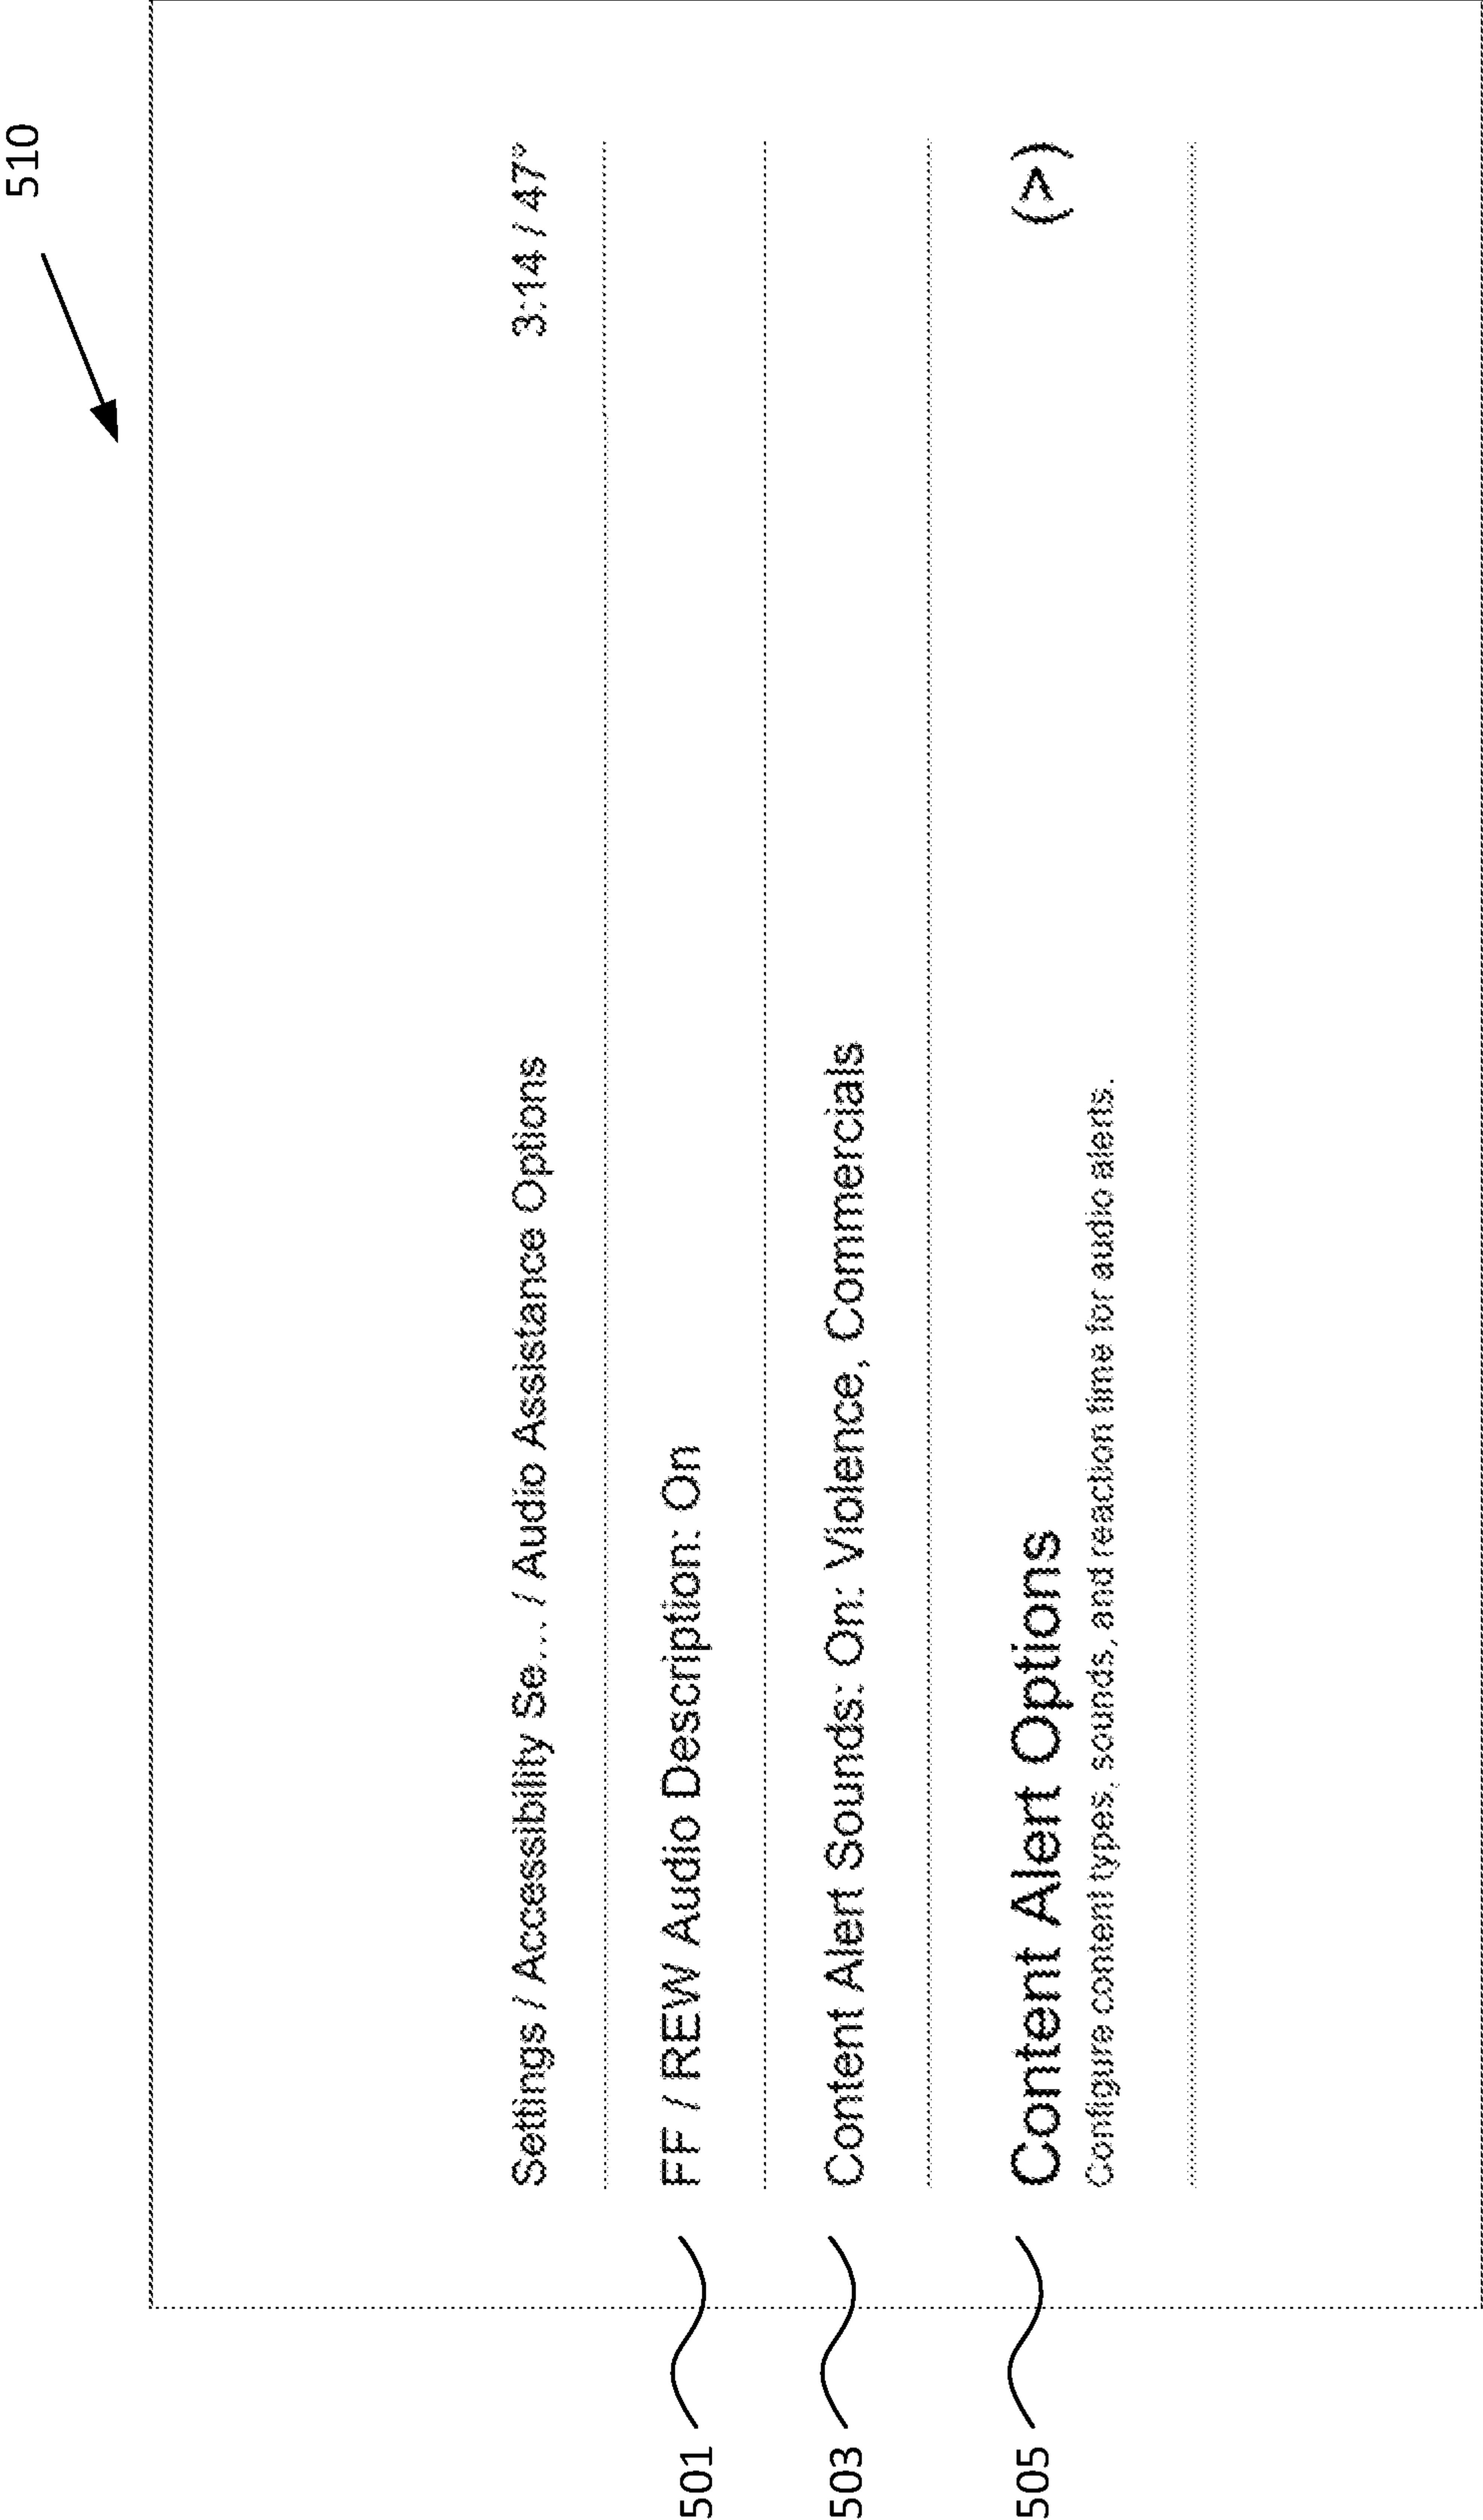 510
Settings / Accessibility Se... / Audio Assistance Options 3:14 / 47°
501 FF / REW Audio Description: On
503 Content Alert Sounds: On: Violence, Commercials
505 Content Alert Options (>)
Configure content types, sounds, and reaction time for audio alerts.